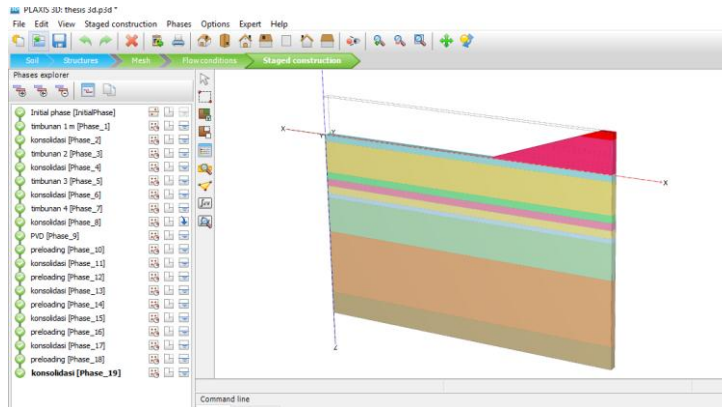 PLAXIS 3D: thesis 3d.p3d *
File Edit View Staged construction Phases Options Expert Help
Soil Structures Mesh Flow conditions Staged construction
Phases explorer
Initial phase [InitialPhase]
timbunan 1 m [Phase_1]
konsolidasi [Phase_2]
timbunan 2 [Phase_3]
konsolidasi [Phase_4]
timbunan 3 [Phase_5]
konsolidasi [Phase_6]
timbunan 4 [Phase_7]
konsolidasi [Phase_8]
PVD [Phase_9]
preloading [Phase_10]
konsolidasi [Phase_11]
preloading [Phase_12]
konsolidasi [Phase_13]
preloading [Phase_14]
konsolidasi [Phase_15]
preloading [Phase_16]
konsolidasi [Phase_17]
preloading [Phase_18]
konsolidasi [Phase_19]
X
Y
Y
X
Z
Command line